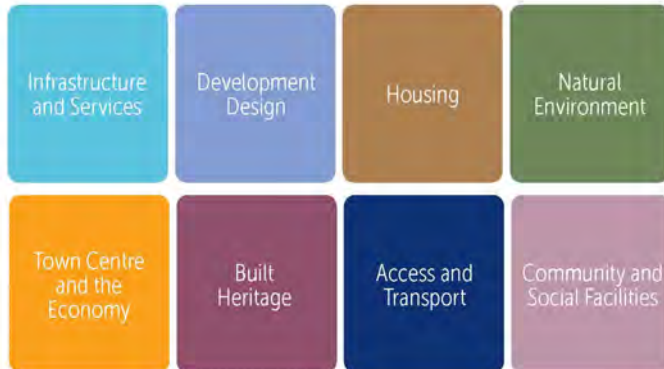 Infrastructure
and Services
Development
Design
Housing
Natural
Environment
Town Centre
and the
Economy
Built
Heritage
Access and
Transport
Community and
Social Facilities